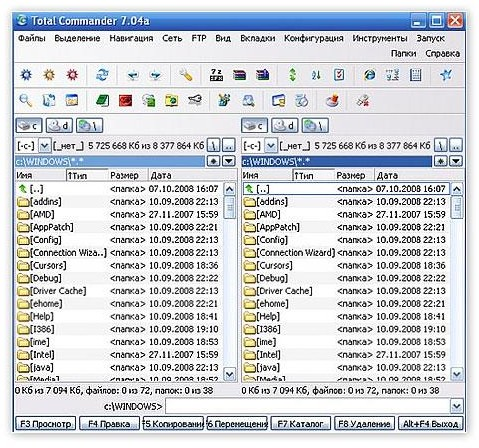 Total Commander 7.04a
Файлы Выделение Навигация Сеть FTP Вид Вкладки Конфигурация Инструменты Запуск
Папки Справка
c d \
[-c-] [_нет_] 5 725 668 Кб из 8 377 864 Кб \ ..
c:\WINDOWS\*.* *
Имя ↑Тип Размер Дата
[..] <папка> 07.10.2008 16:07
[addins] <папка> 10.09.2008 22:13
[AMD] <папка> 27.11.2007 15:59
[AppPatch] <папка> 10.09.2008 22:21
[Config] <папка> 10.09.2008 22:13
[Connection Wiza..] <папка> 10.09.2008 22:13
[Cursors] <папка> 10.09.2008 18:36
[Debug] <папка> 10.09.2008 22:22
[Driver Cache] <папка> 10.09.2008 22:13
[ehome] <папка> 10.09.2008 22:13
[Help] <папка> 10.09.2008 18:41
[I386] <папка> 10.09.2008 19:10
[ime] <папка> 10.09.2008 18:53
[Intel] <папка> 27.11.2007 15:59
[java] <папка> 10.09.2008 22:13
[Media] <папка> 10.09.2008 18:52
0 Кб из 7 094 Кб, файлов: 0 из 72, папок: 0 из 38
c d \
[-c-] [_нет_] 5 725 668 Кб из 8 377 864 Кб \ ..
c:\WINDOWS\*.* *
Имя ↑Тип Размер Дата
[..] <папка> 07.10.2008 16:07
[addins] <папка> 10.09.2008 22:13
[AMD] <папка> 27.11.2007 15:59
[AppPatch] <папка> 10.09.2008 22:21
[Config] <папка> 10.09.2008 22:13
[Connection Wizard] <папка> 10.09.2008 22:13
[Cursors] <папка> 10.09.2008 18:36
[Debug] <папка> 10.09.2008 22:22
[Driver Cache] <папка> 10.09.2008 22:13
[ehome] <папка> 10.09.2008 22:13
[Help] <папка> 10.09.2008 18:41
[I386] <папка> 10.09.2008 19:10
[ime] <папка> 10.09.2008 18:53
[Intel] <папка> 27.11.2007 15:59
[java] <папка> 10.09.2008 22:13
[Media] <папка> 10.09.2008 18:52
0 Кб из 7 094 Кб, файлов: 0 из 72, папок: 0 из 38
c:\WINDOWS>
F3 Просмотр F4 Правка F5 Копировани F6 Перемещени F7 Каталог F8 Удаление Alt+F4 Выход